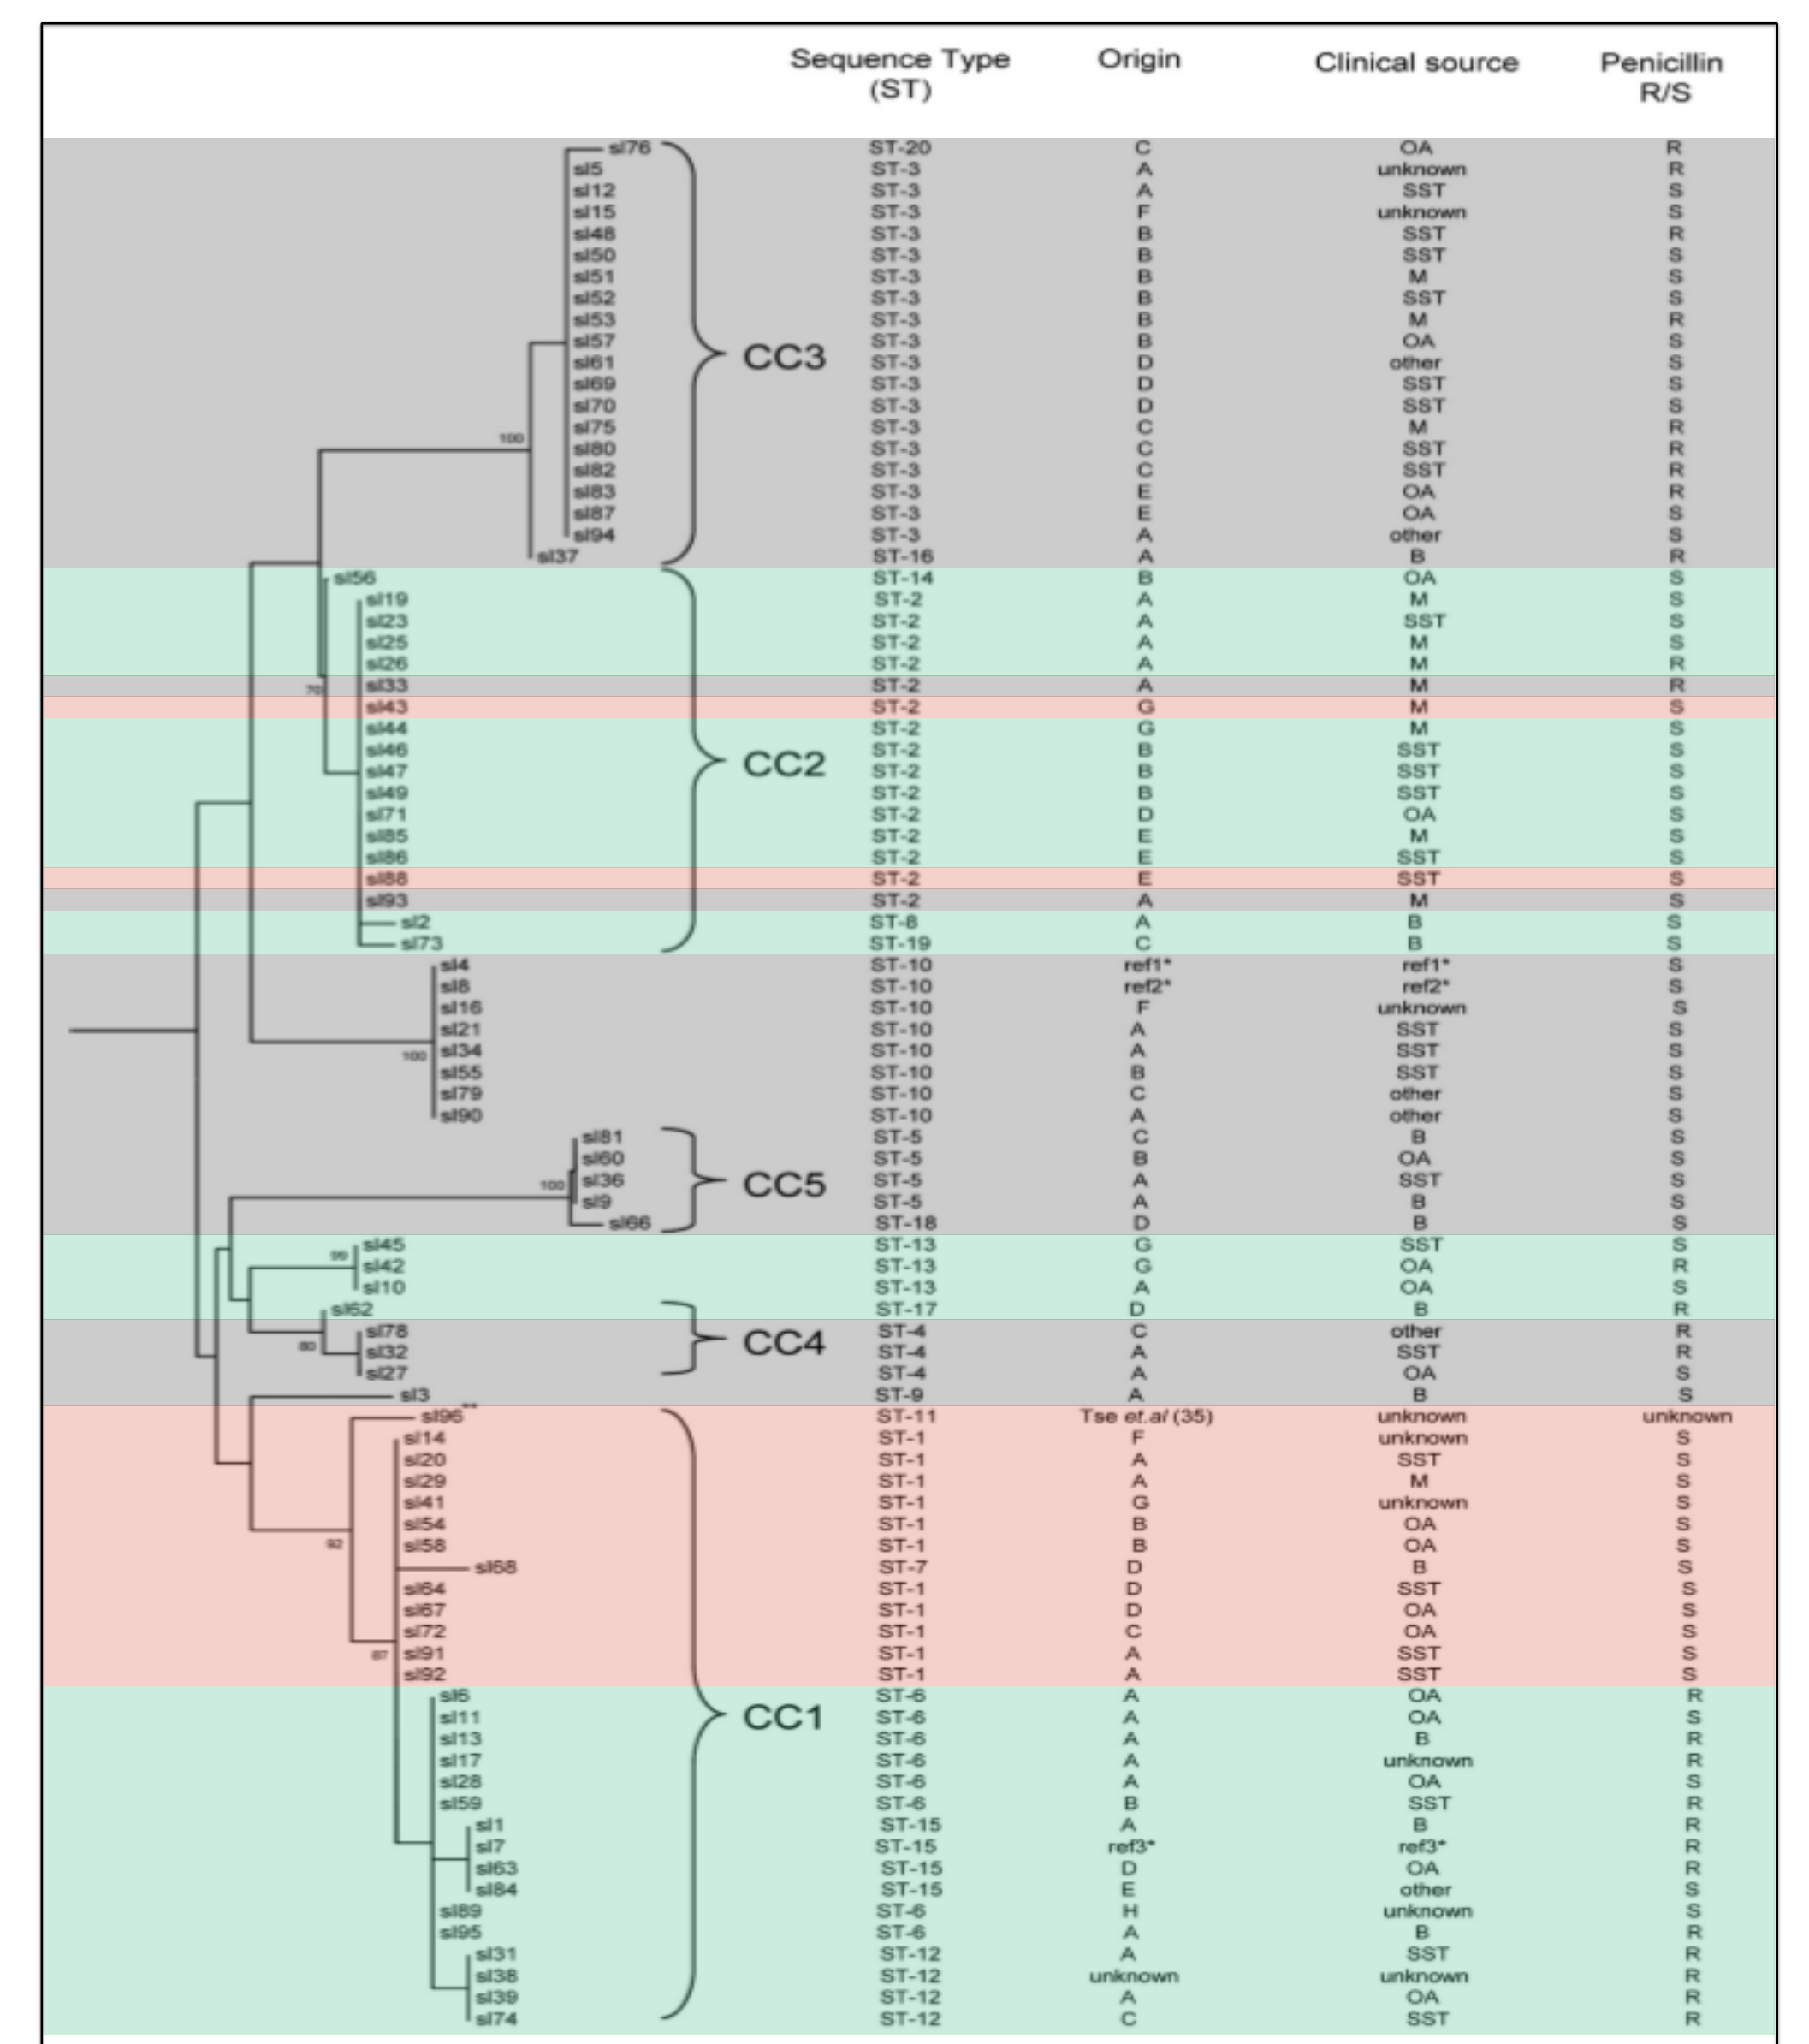 Sequence Type Origin Clinical source Penicillin
(ST) R/S
sl76 ST-20 C OA R
sl5 ST-3 A unknown R
sl12 ST-3 A SST S
sl15 ST-3 F unknown S
sl48 ST-3 B SST R
sl50 ST-3 B SST S
sl51 ST-3 B M S
sl52 ST-3 B SST S
sl53 ST-3 B M R
sl57 ST-3 B OA S
CC3
sl61 ST-3 D other S
sl69 ST-3 D SST S
sl70 ST-3 D SST S
sl75 ST-3 C M R
100
sl80 ST-3 C SST R
sl82 ST-3 C SST R
sl83 ST-3 E OA R
sl87 ST-3 E OA S
sl94 ST-3 A other S
sl37 ST-16 A B R
sl56 ST-14 B OA S
sl19 ST-2 A M S
sl23 ST-2 A SST S
sl25 ST-2 A M S
sl26 ST-2 A M R
70 sl33 ST-2 A M R
sl43 ST-2 G M S
sl44 ST-2 G M S
sl46 ST-2 B SST S
CC2
sl47 ST-2 B SST S
sl49 ST-2 B SST S
sl71 ST-2 D OA S
sl85 ST-2 E M S
sl86 ST-2 E SST S
sl88 ST-2 E SST S
sl93 ST-2 A M S
sl2 ST-8 A B S
sl73 ST-19 C B S
sl4 ST-10 ref1* ref1* S
sl8 ST-10 ref2* ref2* S
sl16 ST-10 F unknown S
sl21 ST-10 A SST S
100 sl34 ST-10 A SST S
sl55 ST-10 B SST S
sl79 ST-10 C other S
sl90 ST-10 A other S
sl81 ST-5 C B S
sl60 ST-5 B OA S
100 sl36 CC5 ST-5 A SST S
sl9 ST-5 A B S
sl66 ST-18 D B S
99 sl45 ST-13 G SST S
sl42 ST-13 G OA R
sl10 ST-13 A OA S
sl62 ST-17 D B R
sl78 CC4 ST-4 C other R
80 sl32 ST-4 A SST R
sl27 ST-4 A OA S
sl3 ST-9 A B S
sl96** ST-11 Tse et.al (35) unknown unknown
sl14 ST-1 F unknown S
sl20 ST-1 A SST S
sl29 ST-1 A M S
sl41 ST-1 G unknown S
sl54 ST-1 B OA S
92 sl58 ST-1 B OA S
sl68 ST-7 D B S
sl64 ST-1 D SST S
sl67 ST-1 D OA S
sl72 ST-1 C OA S
87 sl91 ST-1 A SST S
sl92 ST-1 A SST S
sl6 ST-6 A OA R
sl11 CC1 ST-6 A OA S
sl13 ST-6 A B R
sl17 ST-6 A unknown R
sl28 ST-6 A OA S
sl59 ST-6 B SST R
sl1 ST-15 A B R
sl7 ST-15 ref3* ref3* R
sl63 ST-15 D OA R
sl84 ST-15 E other S
sl89 ST-6 H unknown S
sl95 ST-6 A B R
sl31 ST-12 A SST R
sl38 ST-12 unknown unknown R
sl39 ST-12 A OA R
sl74 ST-12 C SST R